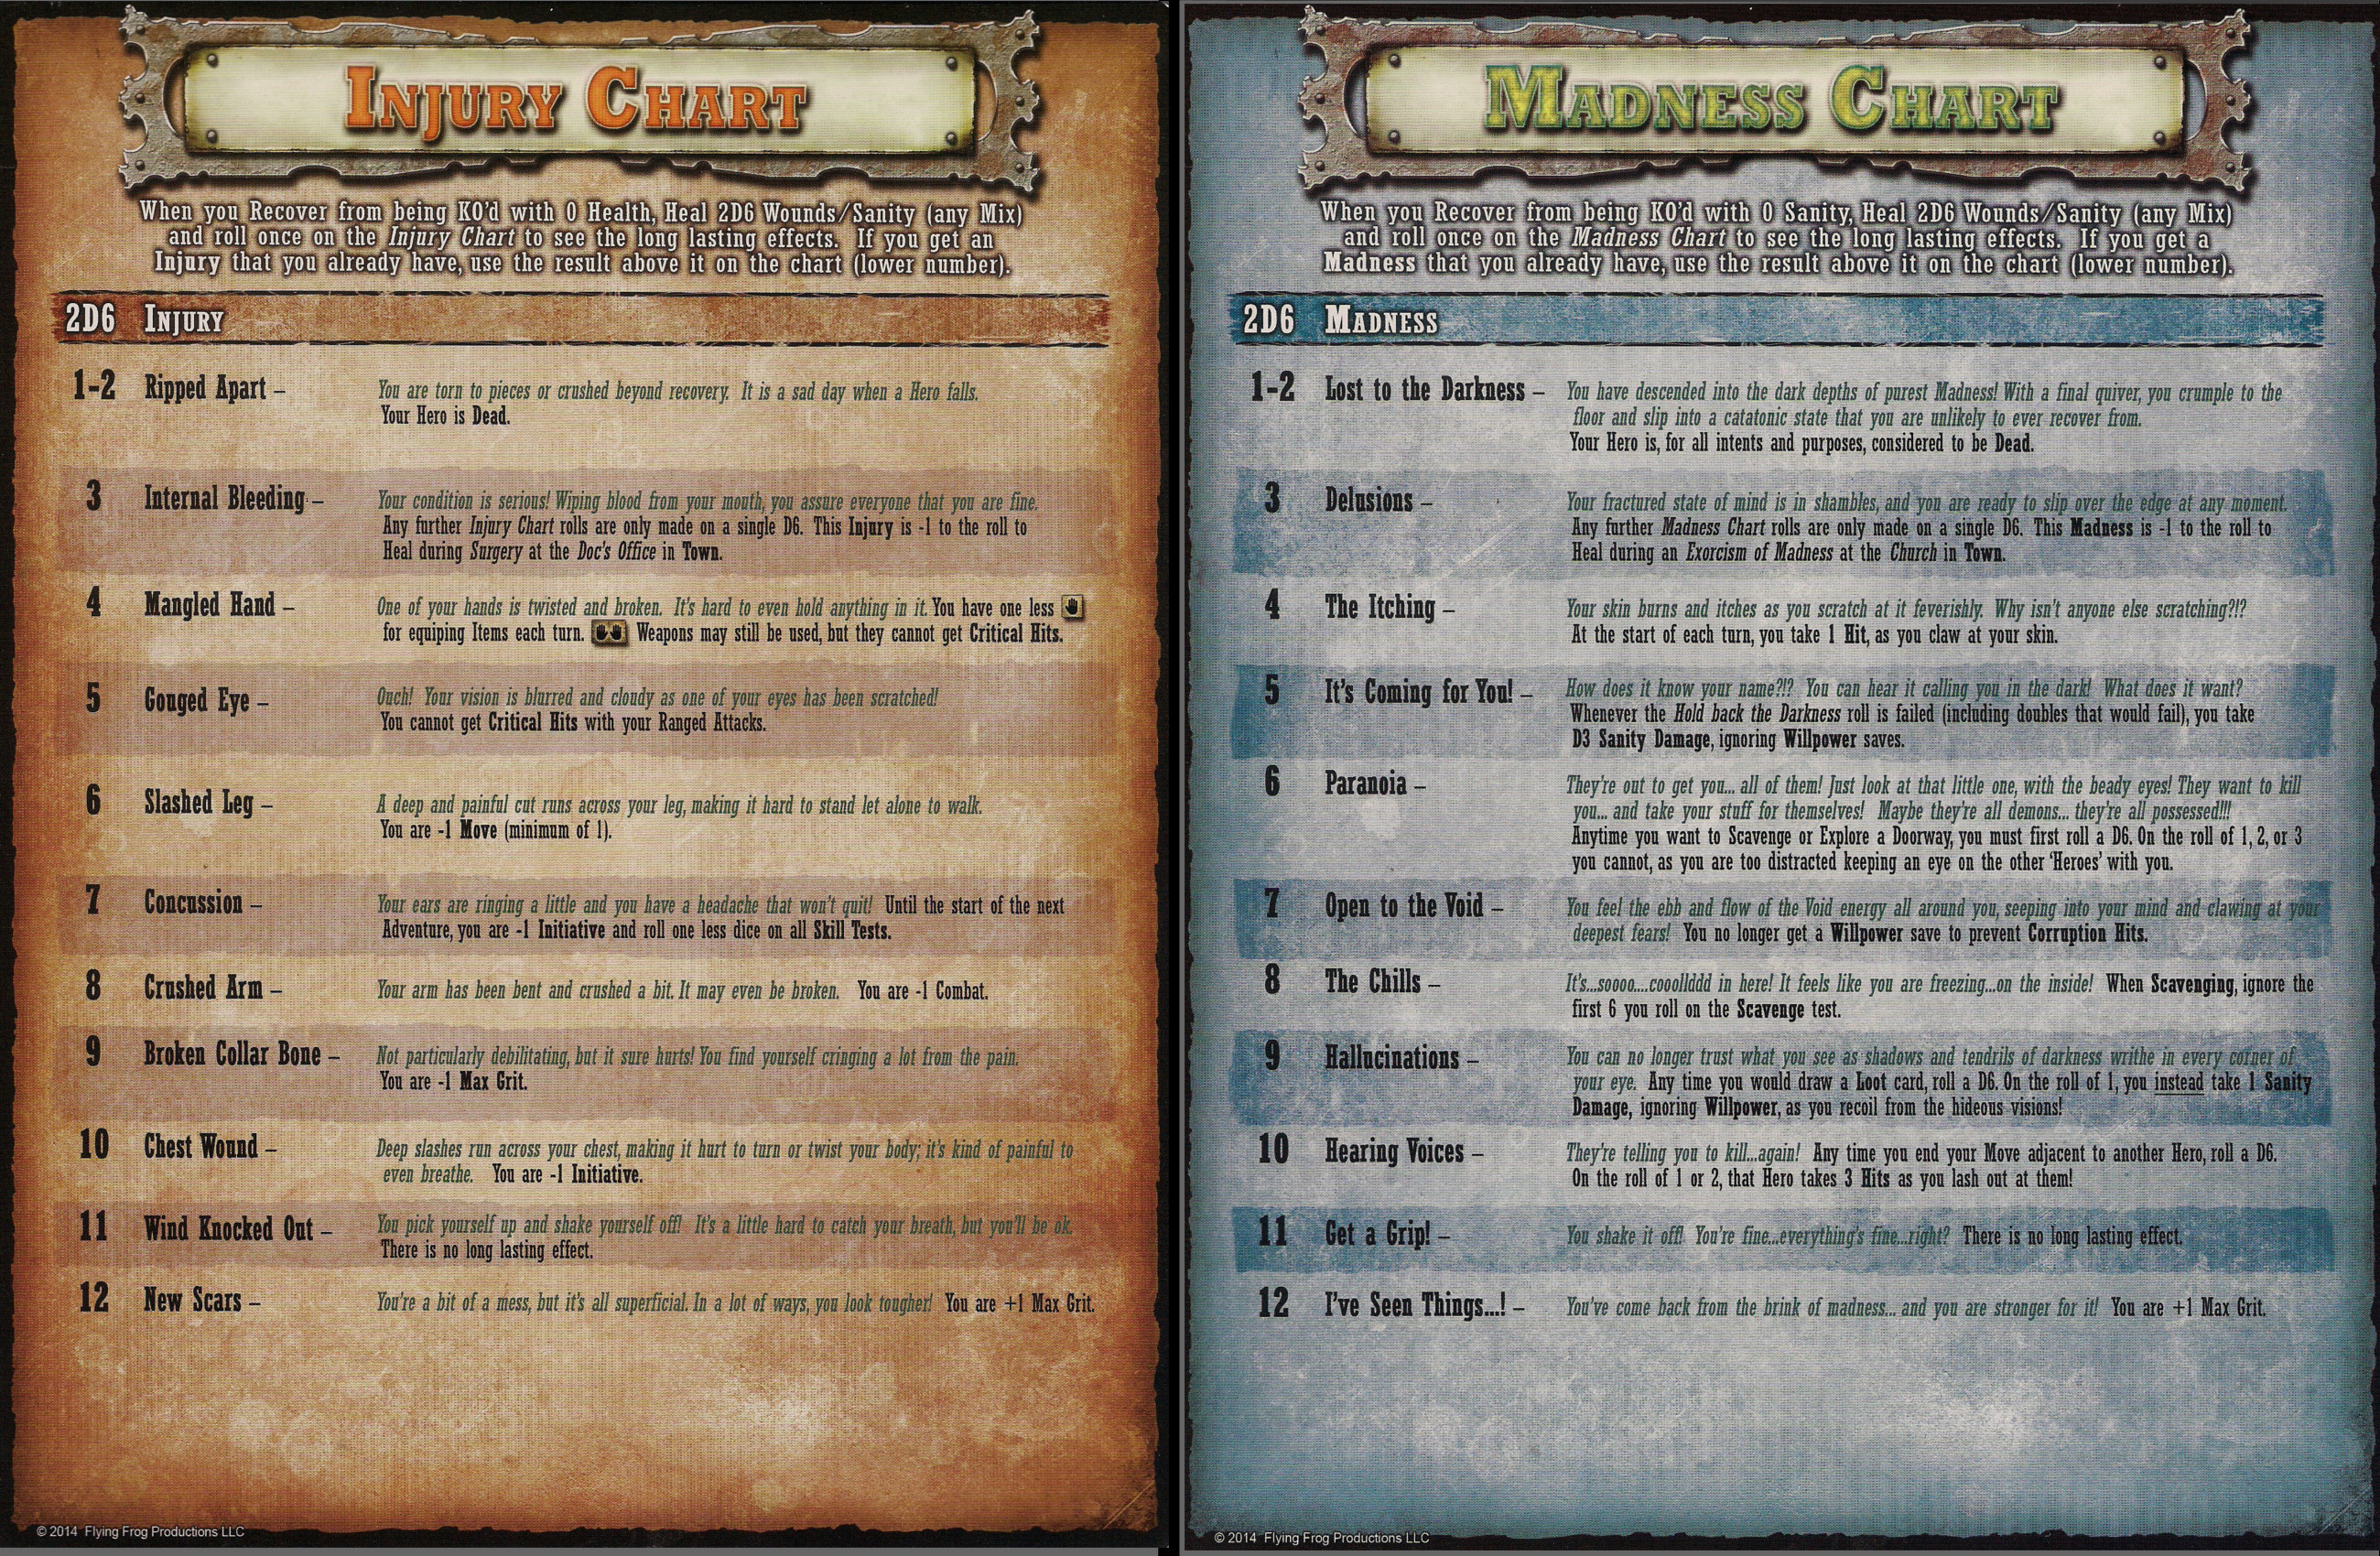 INJURY CHART
When you Recover from being KO'd with 0 Health, Heal 2D6 Wounds/Sanity (any Mix)
and roll once on the Injury Chart to see the long lasting effects. If you get an
Injury that you already have, use the result above it on the chart (lower number).
2D6 INJURY
1-2 Ripped Apart – You are torn to pieces or crushed beyond recovery. It is a sad day when a Hero falls.
Your Hero is Dead.
3 Internal Bleeding – Your condition is serious! Wiping blood from your mouth, you assure everyone that you are fine.
Any further Injury Chart rolls are only made on a single D6. This Injury is -1 to the roll to
Heal during Surgery at the Doc's Office in Town.
4 Mangled Hand – One of your hands is twisted and broken. It's hard to even hold anything in it. You have one less
for equiping Items each turn. Weapons may still be used, but they cannot get Critical Hits.
5 Gouged Eye – Ouch! Your vision is blurred and cloudy as one of your eyes has been scratched!
You cannot get Critical Hits with your Ranged Attacks.
6 Slashed Leg – A deep and painful cut runs across your leg, making it hard to stand let alone to walk.
You are -1 Move (minimum of 1).
7 Concussion – Your ears are ringing a little and you have a headache that won't quit! Until the start of the next
Adventure, you are -1 Initiative and roll one less dice on all Skill Tests.
8 Crushed Arm – Your arm has been bent and crushed a bit. It may even be broken. You are -1 Combat.
9 Broken Collar Bone – Not particularly debilitating, but it sure hurts! You find yourself cringing a lot from the pain.
You are -1 Max Grit.
10 Chest Wound – Deep slashes run across your chest, making it hurt to turn or twist your body; it's kind of painful to
even breathe. You are -1 Initiative.
11 Wind Knocked Out – You pick yourself up and shake yourself off! It's a little hard to catch your breath, but you'll be ok.
There is no long lasting effect.
12 New Scars – You're a bit of a mess, but it's all superficial. In a lot of ways, you look tougher! You are +1 Max Grit.
© 2014 Flying Frog Productions LLC
MADNESS CHART
When you Recover from being KO'd with 0 Sanity, Heal 2D6 Wounds/Sanity (any Mix)
and roll once on the Madness Chart to see the long lasting effects. If you get a
Madness that you already have, use the result above it on the chart (lower number).
2D6 MADNESS
1-2 Lost to the Darkness – You have descended into the dark depths of purest Madness! With a final quiver, you crumple to the
floor and slip into a catatonic state that you are unlikely to ever recover from.
Your Hero is, for all intents and purposes, considered to be Dead.
3 Delusions – Your fractured state of mind is in shambles, and you are ready to slip over the edge at any moment.
Any further Madness Chart rolls are only made on a single D6. This Madness is -1 to the roll to
Heal during an Exorcism of Madness at the Church in Town.
4 The Itching – Your skin burns and itches as you scratch at it feverishly. Why isn't anyone else scratching?!?
At the start of each turn, you take 1 Hit, as you claw at your skin.
5 It's Coming for You! – How does it know your name?!? You can hear it calling you in the dark! What does it want?
Whenever the Hold back the Darkness roll is failed (including doubles that would fail), you take
D3 Sanity Damage, ignoring Willpower saves.
6 Paranoia – They're out to get you... all of them! Just look at that little one, with the beady eyes! They want to kill
you... and take your stuff for themselves! Maybe they're all demons... they're all possessed!!!
Anytime you want to Scavenge or Explore a Doorway, you must first roll a D6. On the roll of 1, 2, or 3
you cannot, as you are too distracted keeping an eye on the other 'Heroes' with you.
7 Open to the Void – You feel the ebb and flow of the Void energy all around you, seeping into your mind and clawing at your
deepest fears! You no longer get a Willpower save to prevent Corruption Hits.
8 The Chills – It's...soooo....cooollddd in here! It feels like you are freezing...on the inside! When Scavenging, ignore the
first 6 you roll on the Scavenge test.
9 Hallucinations – You can no longer trust what you see as shadows and tendrils of darkness writhe in every corner of
your eye. Any time you would draw a Loot card, roll a D6. On the roll of 1, you instead take 1 Sanity
Damage, ignoring Willpower, as you recoil from the hideous visions!
10 Hearing Voices – They're telling you to kill...again! Any time you end your Move adjacent to another Hero, roll a D6.
On the roll of 1 or 2, that Hero takes 3 Hits as you lash out at them!
11 Get a Grip! – You shake it off! You're fine...everything's fine...right? There is no long lasting effect.
12 I've Seen Things...! – You've come back from the brink of madness... and you are stronger for it! You are +1 Max Grit.
© 2014 Flying Frog Productions LLC